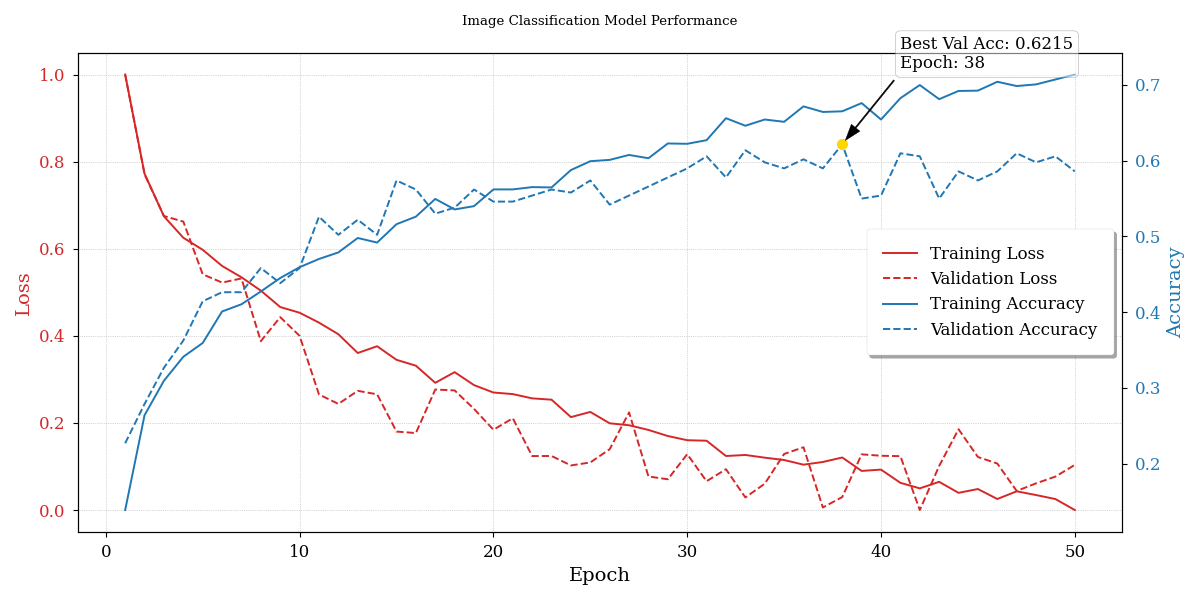 Image Classification Model Performance
Best Val Acc: 0.6215
Epoch: 38
1.0
0.8
0.6
0.4
0.2
0.0
Loss
0.7
0.6
0.5
0.4
0.3
0.2
Accuracy
Training Loss
Validation Loss
Training Accuracy
Validation Accuracy
0
10
20
30
40
50
Epoch